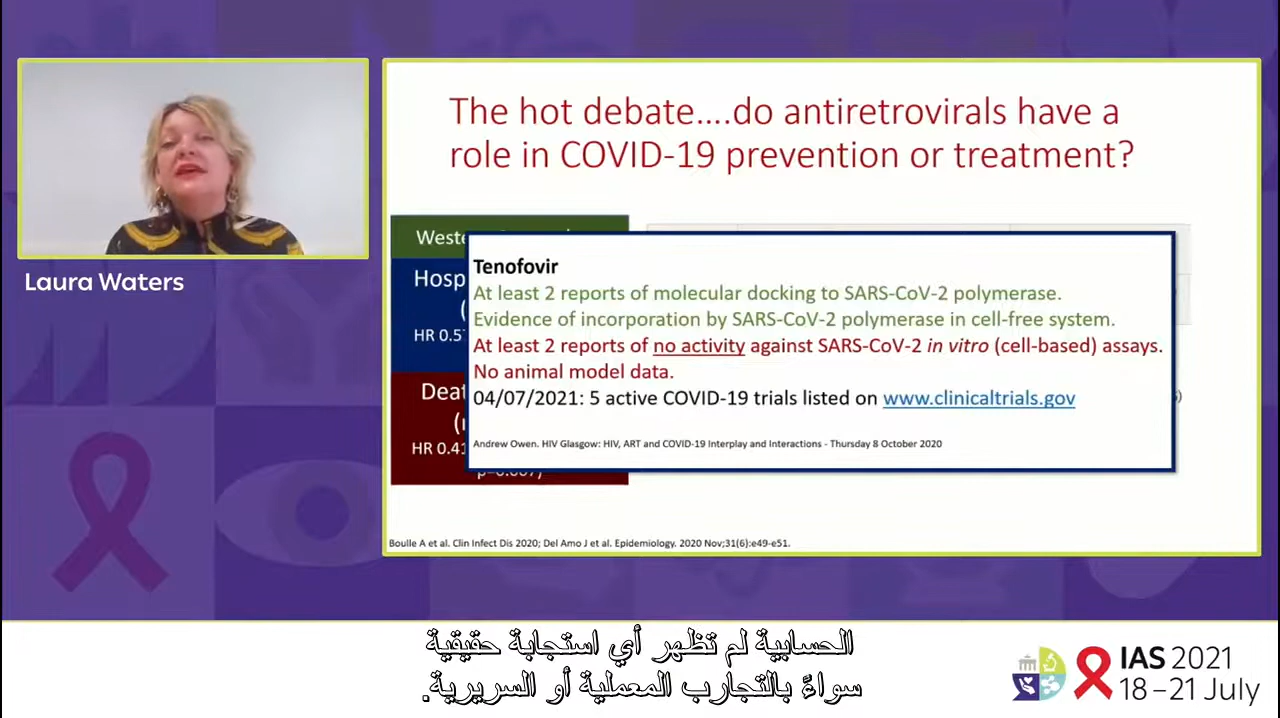 The hot debate....do antiretrovirals have a
role in COVID-19 prevention or treatment?
Laura Waters
Tenofovir
At least 2 reports of molecular docking to SARS-CoV-2 polymerase.
Evidence of incorporation by SARS-CoV-2 polymerase in cell-free system.
At least 2 reports of no activity against SARS-CoV-2 in vitro (cell-based) assays.
No animal model data.
04/07/2021: 5 active COVID-19 trials listed on www.clinicaltrials.gov
Andrew Owen. HIV Glasgow: HIV, ART and COVID-19 Interplay and Interactions - Thursday 8 October 2020
HR 0.5
HR 0.41
Boulle A et al. Clin Infect Dis 2020; Del Amo J et al. Epidemiology. 2020 Nov;31(6):e49-e51.
الحسابية لم تظهر أي استجابة حقيقية
سواءً بالتجارب المعملية أو السريرية.
IAS 2021
18–21 July